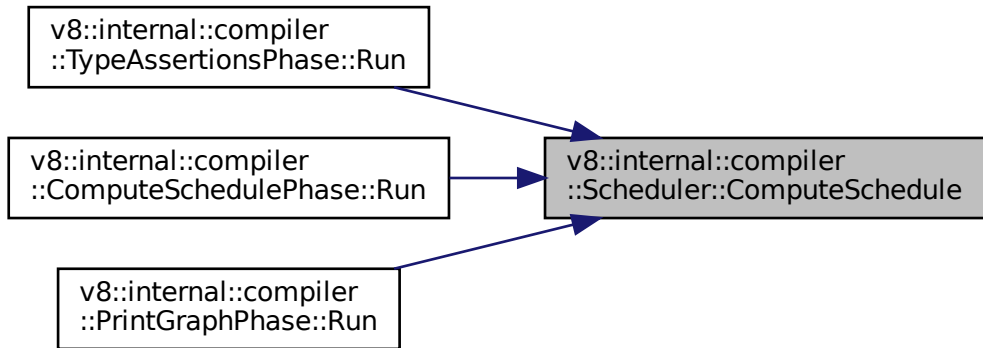 v8::internal::compiler
::TypeAssertionsPhase::Run
v8::internal::compiler
::ComputeSchedulePhase::Run
v8::internal::compiler
::Scheduler::ComputeSchedule
v8::internal::compiler
::PrintGraphPhase::Run